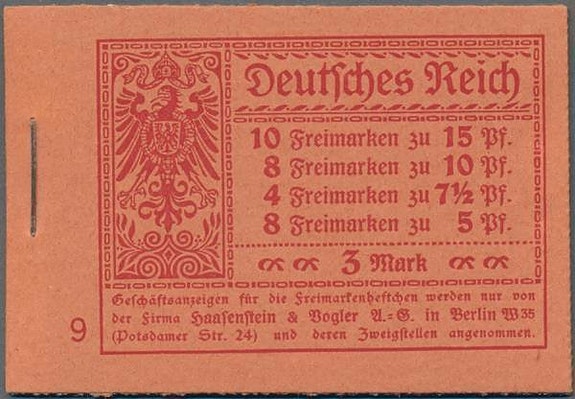 Deutsches Reich
10 Freimarken zu 15 Pf.
8 Freimarken zu 10 Pf.
4 Freimarken zu 7½ Pf.
8 Freimarken zu 5 Pf.
3 Mark
Geschäftsanzeigen für die Freimarkenheftchen werden nur von
der Firma Haasenstein & Vogler A.=G. in Berlin W 35
(Potsdamer Str. 24) und deren Zweigstellen angenommen.
9